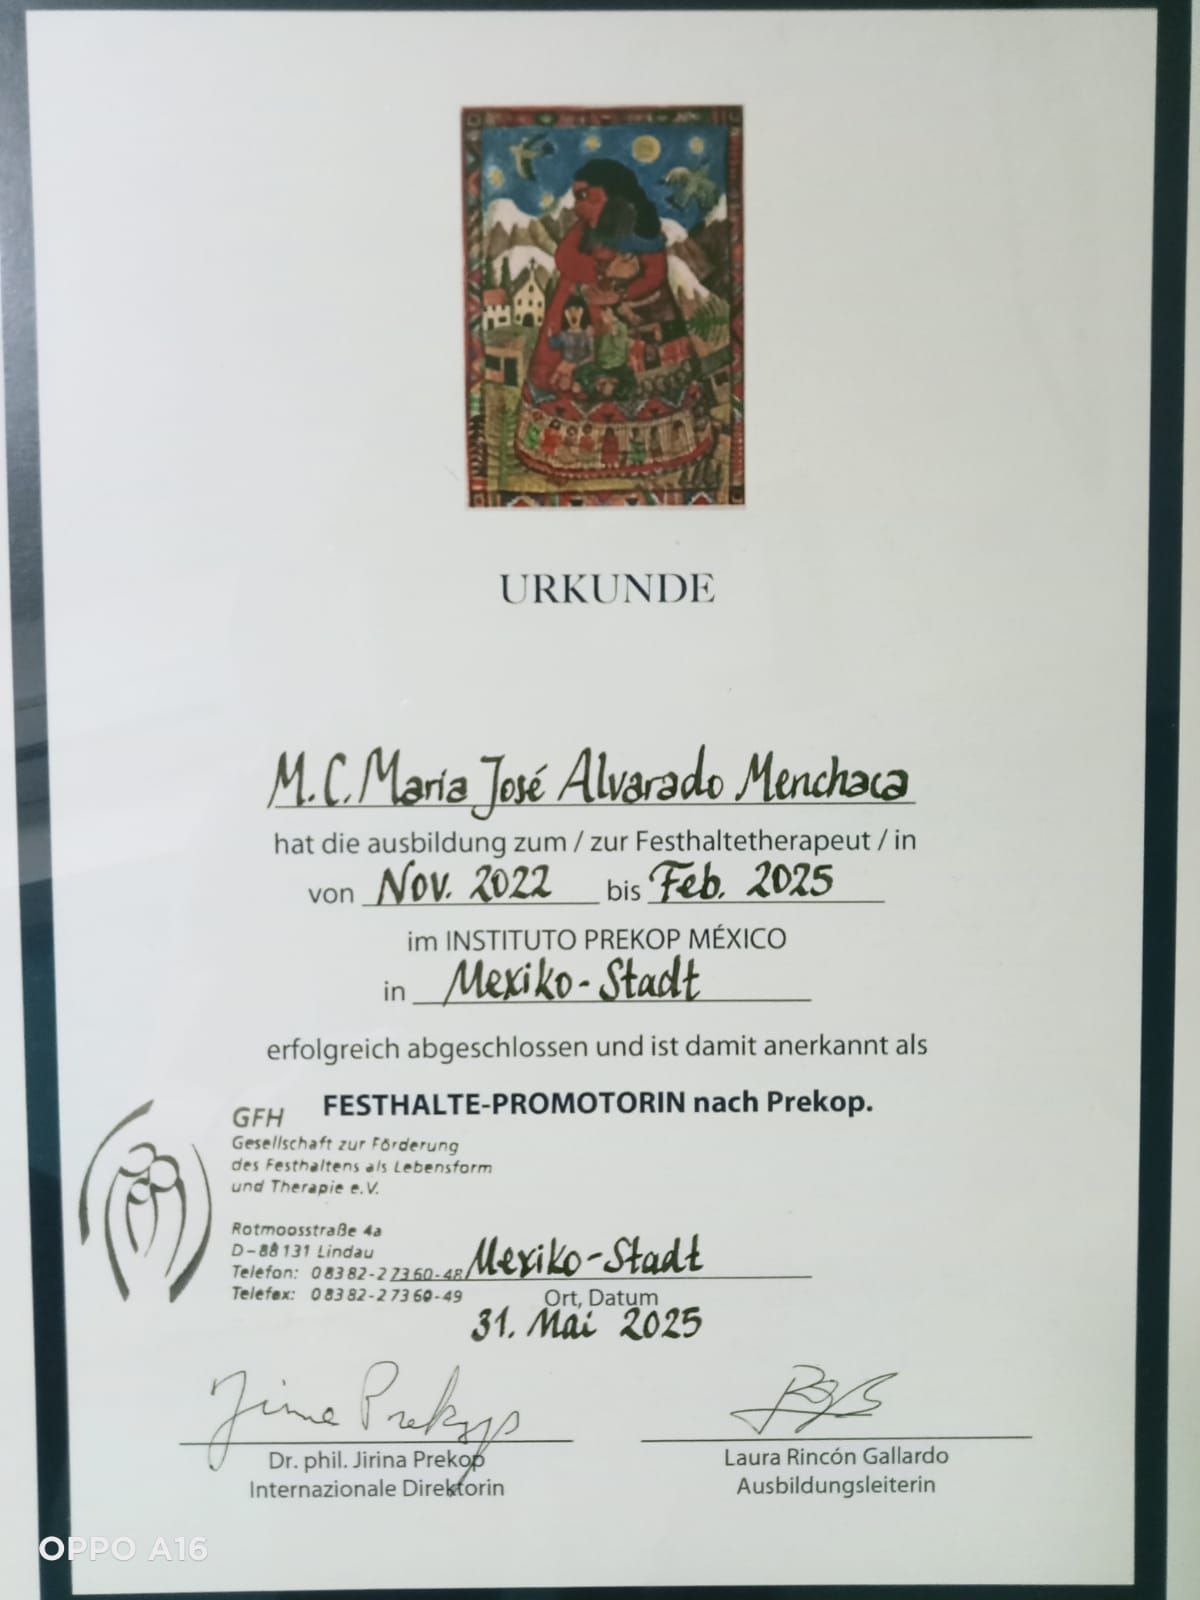 URKUNDE
M.C. María José Alvarado Menchaca
hat die ausbildung zum / zur Festhaltetherapeut / in
von Nov. 2022 bis Feb. 2025
im INSTITUTO PREKOP MÉXICO
in Mexiko-Stadt
erfolgreich abgeschlossen und ist damit anerkannt als
FESTHALTE-PROMOTORIN nach Prekop.
GFH
Gesellschaft zur Förderung
des Festhaltens als Lebensform
und Therapie e.V.
Rotmoosstraße 4a
D-88131 Lindau
Telefon: 08382-27360-48
Telefax: 08382-27360-49
Mexiko-Stadt
Ort, Datum
31. Mai 2025
Jirina Prekop
Dr. phil. Jirina Prekop
Internazionale Direktorin
Laura Rincón Gallardo
Ausbildungsleiterin
OPPO A16